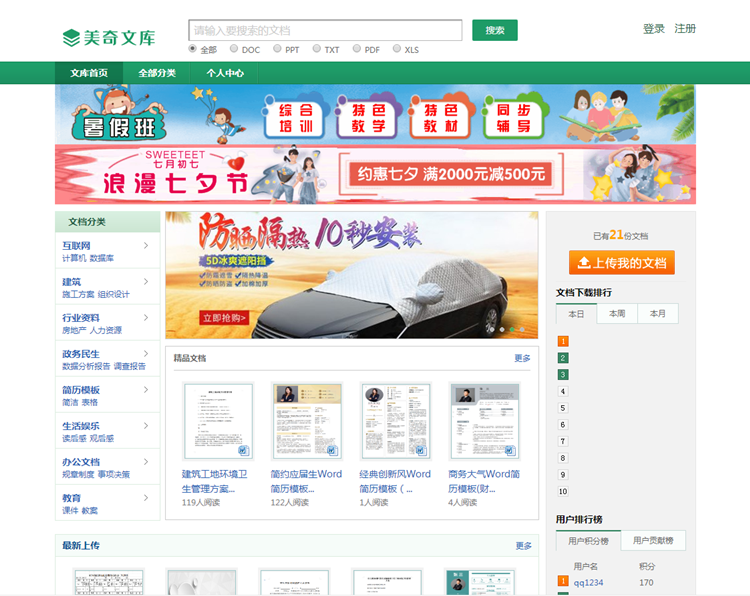 美奇文库
请输入要搜索的文档
搜索
登录 注册
全部 DOC PPT TXT PDF XLS
文库首页 全部分类 个人中心
暑假班
综合培训
特色教学
特色教材
同步辅导
SWEETEET
七月初七
浪漫七夕节
约惠七夕 满2000元减500元
文档分类
互联网
计算机 数据库
建筑
施工方案 组织设计
行业资料
房地产 人力资源
政务民生
数据分析报告 调查报告
简历模板
简洁 表格
生活娱乐
读后感 观后感
办公文档
规章制度 事项决策
教育
课件 教案
防晒隔热 10秒安装
5D冰爽遮阳挡
防霜遮雪 隔热降温
防晒防盗 加棉加厚
立即抢购>
精品文档
更多
建筑工地环境卫生管理方案...
119人阅读
简约应届生Word简历模板...
122人阅读
经典创新风Word简历模板（...
1人阅读
商务大气Word简历模板(财...
4人阅读
最新上传
更多
已有21份文档
上传我的文档
文档下载排行
本日 本周 本月
1
2
3
4
5
6
7
8
9
10
用户排行榜
用户积分榜 用户贡献榜
用户名 积分
1 qq1234 170